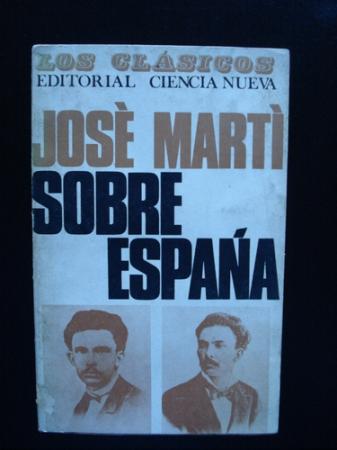 LOS CLÁSICOS
EDITORIAL CIENCIA NUEVA
JOSÈ MARTÌ
SOBRE
ESPAÑA